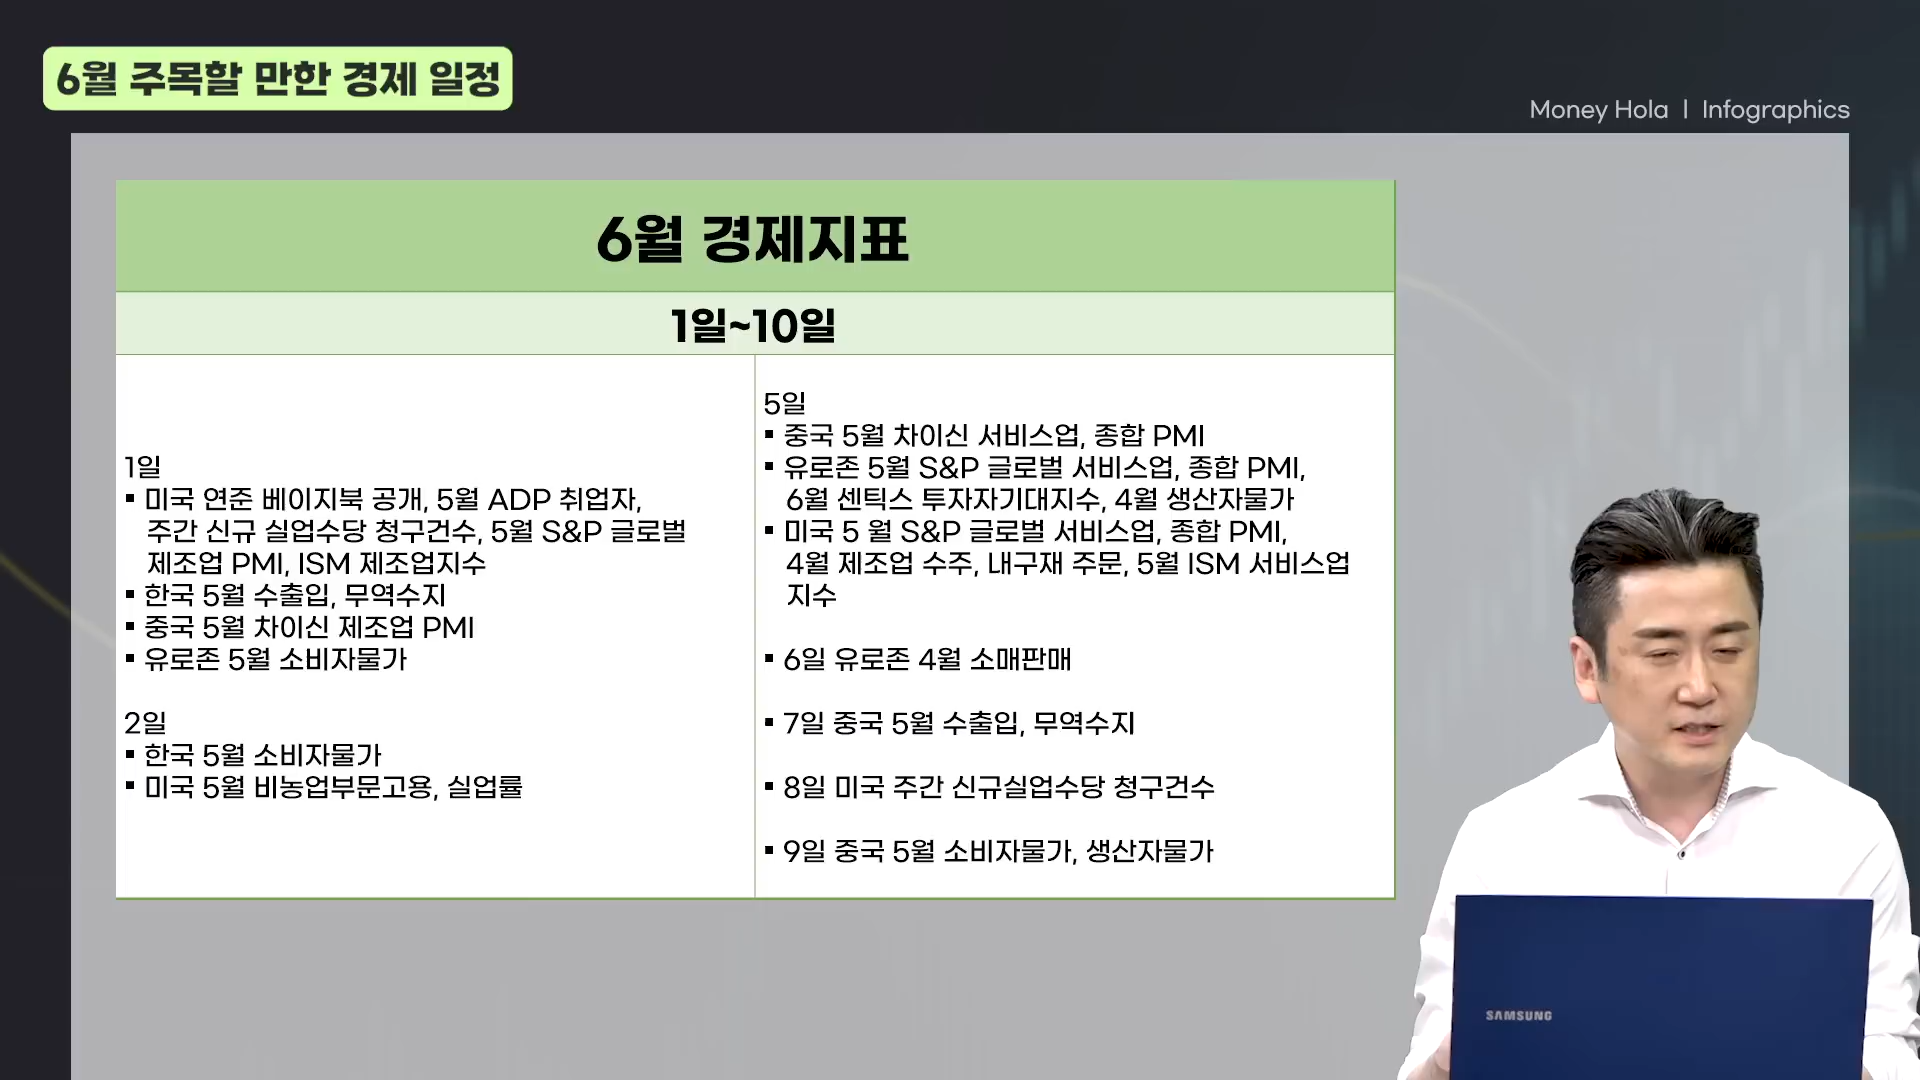 6월 주목할 만한 경제 일정
Money Hola | Infographics
6월 경제지표
1일~10일
1일
▪ 미국 연준 베이지북 공개, 5월 ADP 취업자,
주간 신규 실업수당 청구건수, 5월 S&P 글로벌
제조업 PMI, ISM 제조업지수
▪ 한국 5월 수출입, 무역수지
▪ 중국 5월 차이신 제조업 PMI
▪ 유로존 5월 소비자물가
2일
▪ 한국 5월 소비자물가
▪ 미국 5월 비농업부문고용, 실업률
5일
▪ 중국 5월 차이신 서비스업, 종합 PMI
▪ 유로존 5월 S&P 글로벌 서비스업, 종합 PMI,
6월 센틱스 투자자기대지수, 4월 생산자물가
▪ 미국 5 월 S&P 글로벌 서비스업, 종합 PMI,
4월 제조업 수주, 내구재 주문, 5월 ISM 서비스업
지수
▪ 6일 유로존 4월 소매판매
▪ 7일 중국 5월 수출입, 무역수지
▪ 8일 미국 주간 신규실업수당 청구건수
▪ 9일 중국 5월 소비자물가, 생산자물가
SAMSUNG